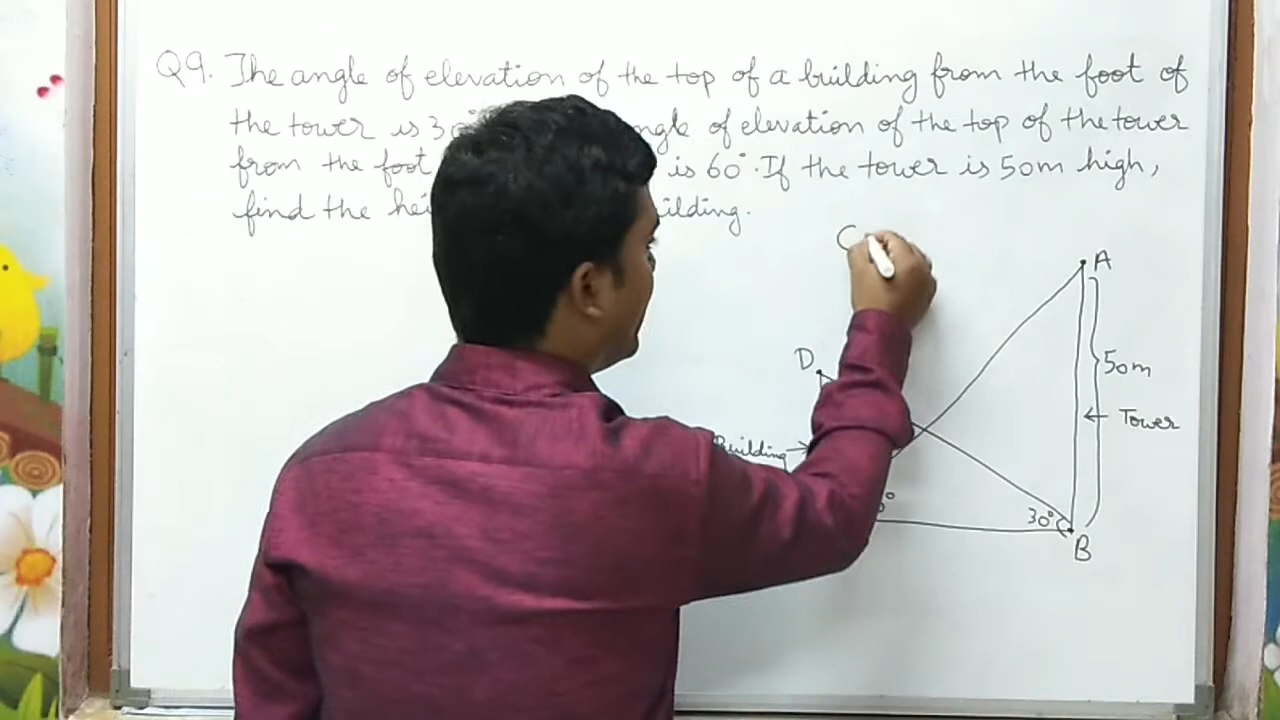 Q9. The angle of elevation of the top of a building from the foot of
the tower is 30° angle of elevation of the top of the tower
from the foot is 60°. If the tower is 50m high,
find the building.
C
A
D
50m
Building
Tower
30°
B